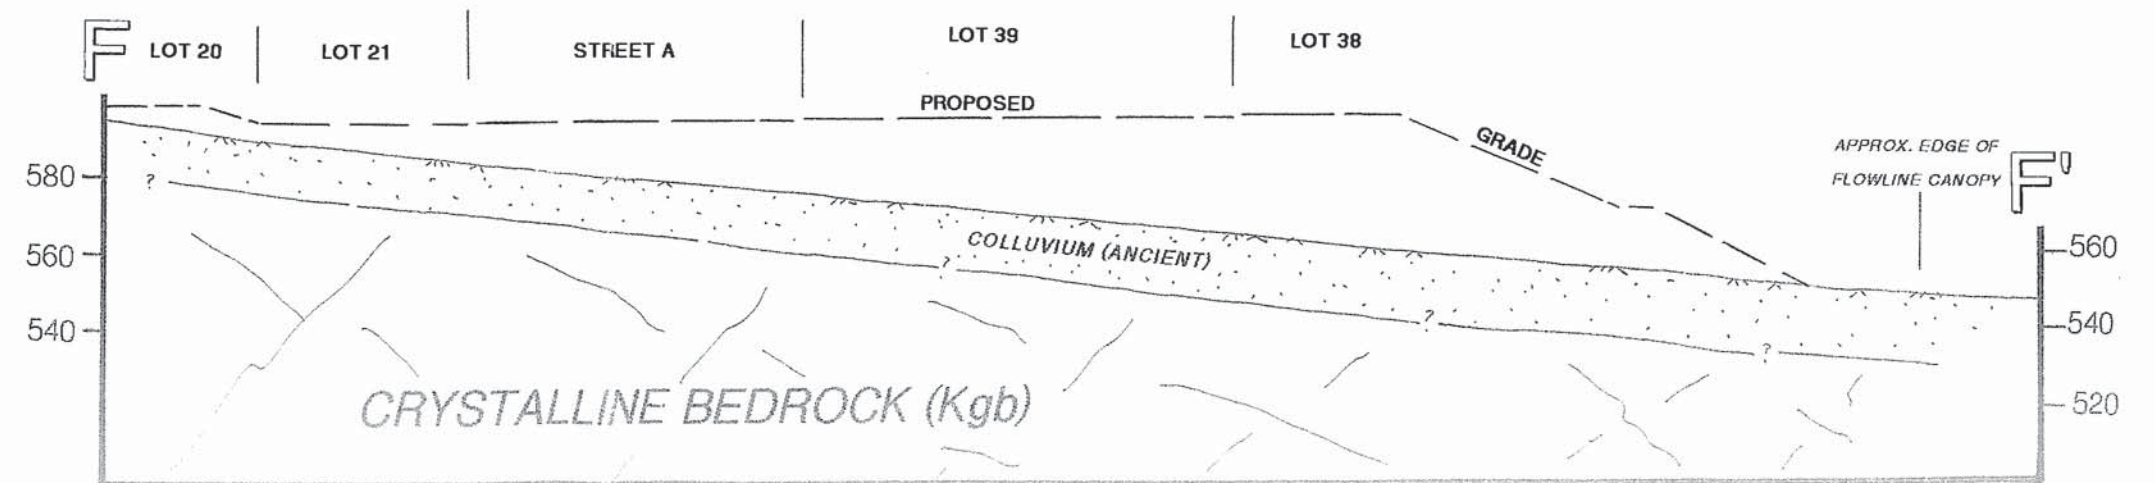 F LOT 20 LOT 21 STREET A LOT 39 LOT 38
PROPOSED
GRADE
APPROX. EDGE OF
FLOWLINE CANOPY
F'
580
560
540
?
COLLUVIUM (ANCIENT)
?
?
?
560
540
520
CRYSTALLINE BEDROCK (Kgb)